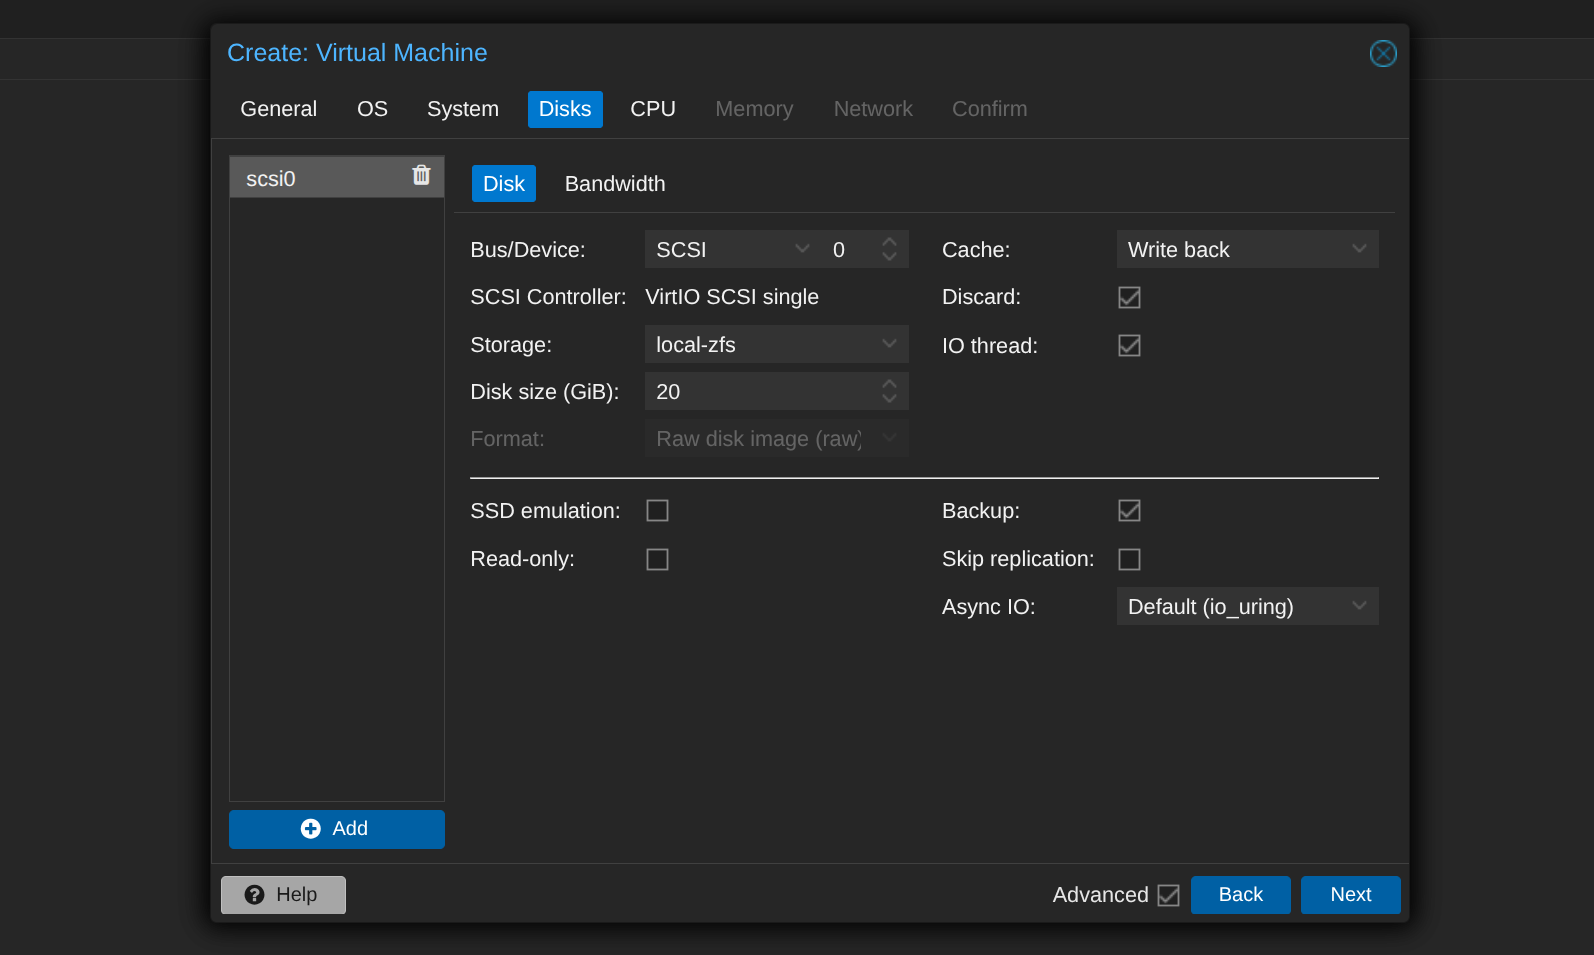 Create: Virtual Machine
General OS System Disks CPU Memory Network Confirm
scsi0
Disk Bandwidth
Bus/Device: SCSI 0 Cache: Write back
SCSI Controller: VirtIO SCSI single Discard:
Storage: local-zfs IO thread:
Disk size (GiB): 20
Format: Raw disk image (raw)
SSD emulation: Backup:
Read-only: Skip replication:
Async IO: Default (io_uring)
Add
Help Advanced Back Next